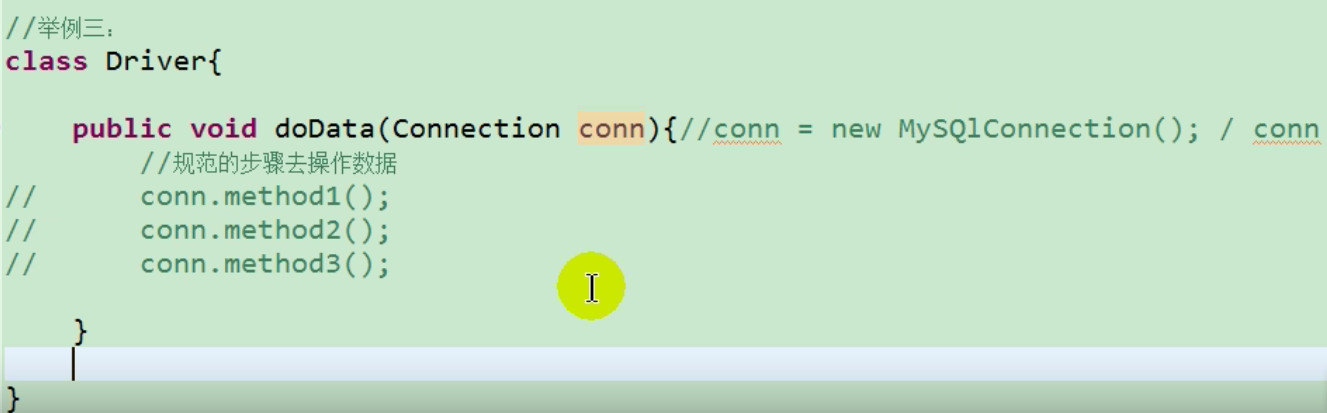 //举例三：
class Driver{
public void doData(Connection conn){//conn = new MySQlConnection(); / conn
//规范的步骤去操作数据
// conn.method1();
// conn.method2();
// conn.method3();
}
}